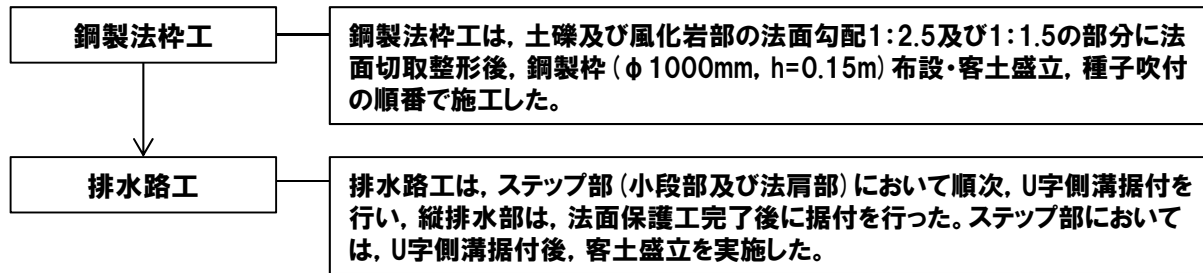 鋼製法枠工
鋼製法枠工は，土礫及び風化岩部の法面勾配1：2.5及び1：1.5の部分に法
面切取整形後，鋼製枠（φ1000mm，h=0.15m）布設・客土盛立，種子吹付
の順番で施工した。
排水路工
排水路工は，ステップ部（小段部及び法肩部）において順次，U字側溝据付を
行い，縦排水部は，法面保護工完了後に据付を行った。ステップ部において
は，U字側溝据付後，客土盛立を実施した。